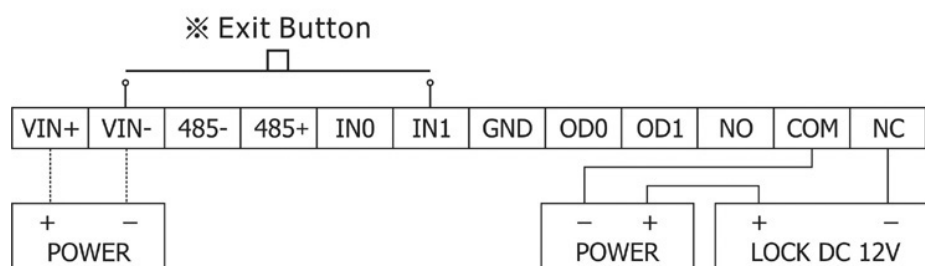 ※ Exit Button
VIN+ VIN- 485- 485+ IN0 IN1 GND OD0 OD1 NO COM NC
+ − − + + −
POWER POWER LOCK DC 12V